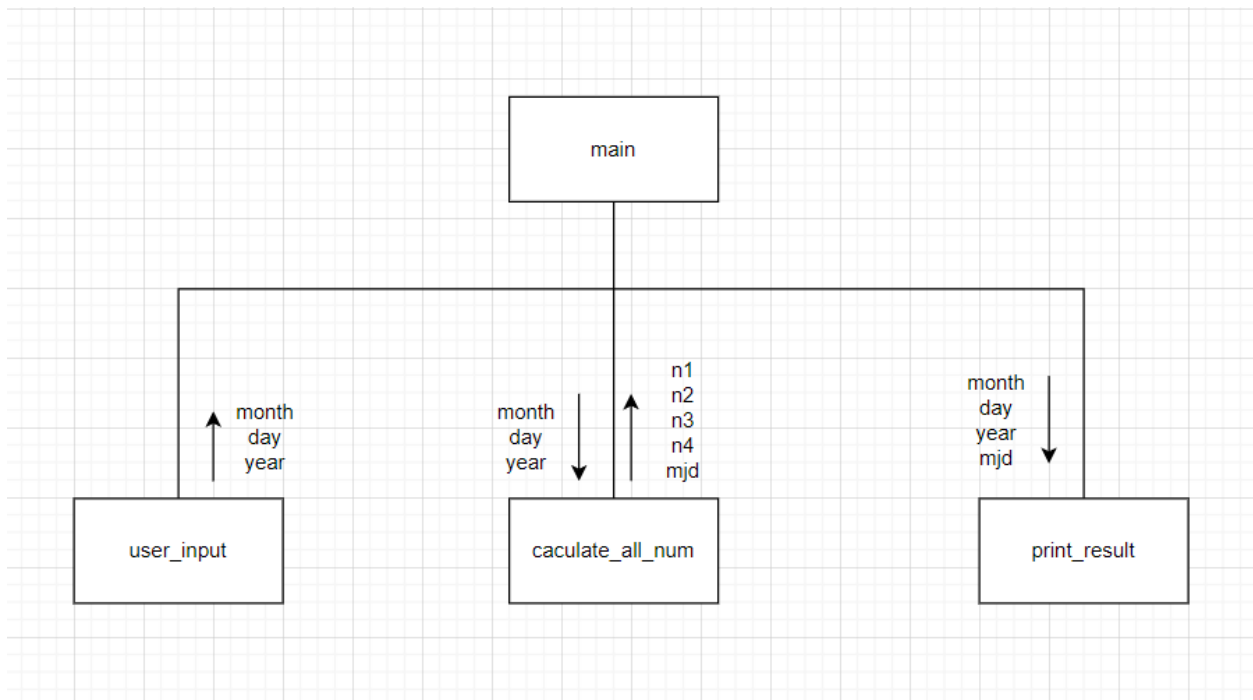 main
month
day
year
month
day
year
n1
n2
n3
n4
mjd
month
day
year
mjd
user_input
caculate_all_num
print_result